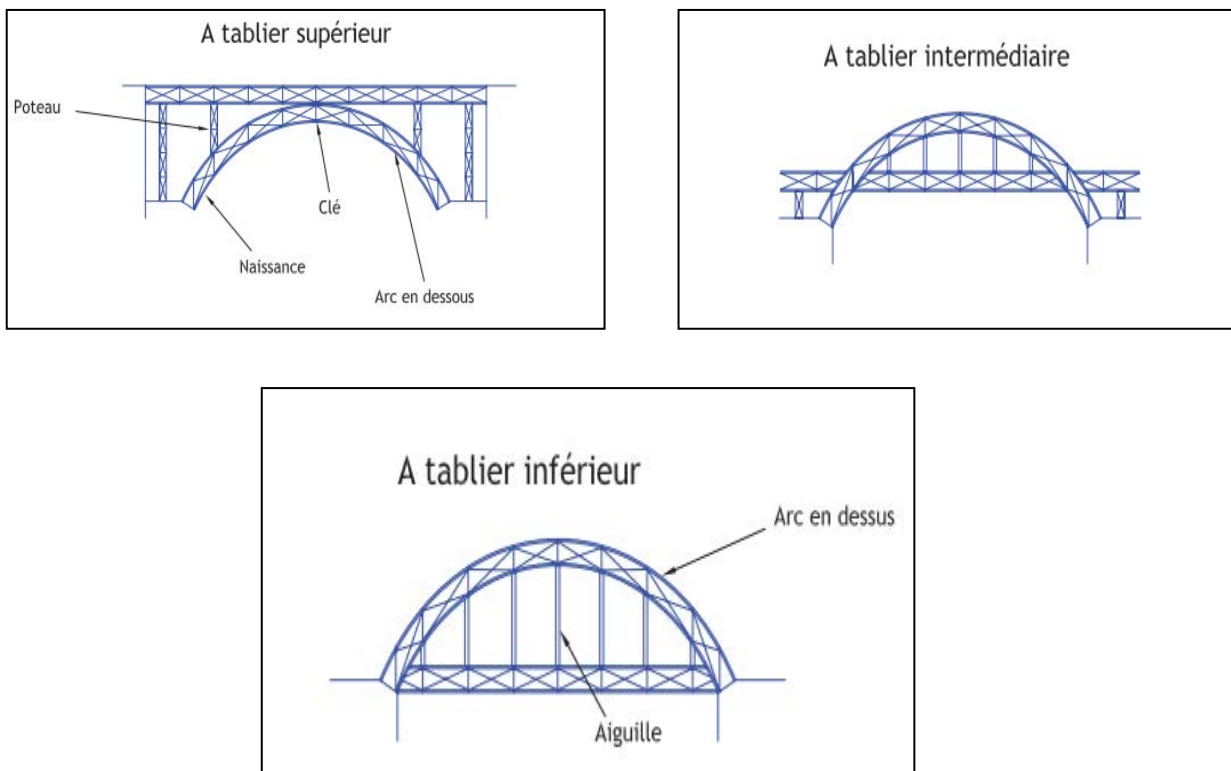 A tablier supérieur
Poteau
Clé
Naissance
Arc en dessous
A tablier intermédiaire
A tablier inférieur
Arc en dessus
Aiguille